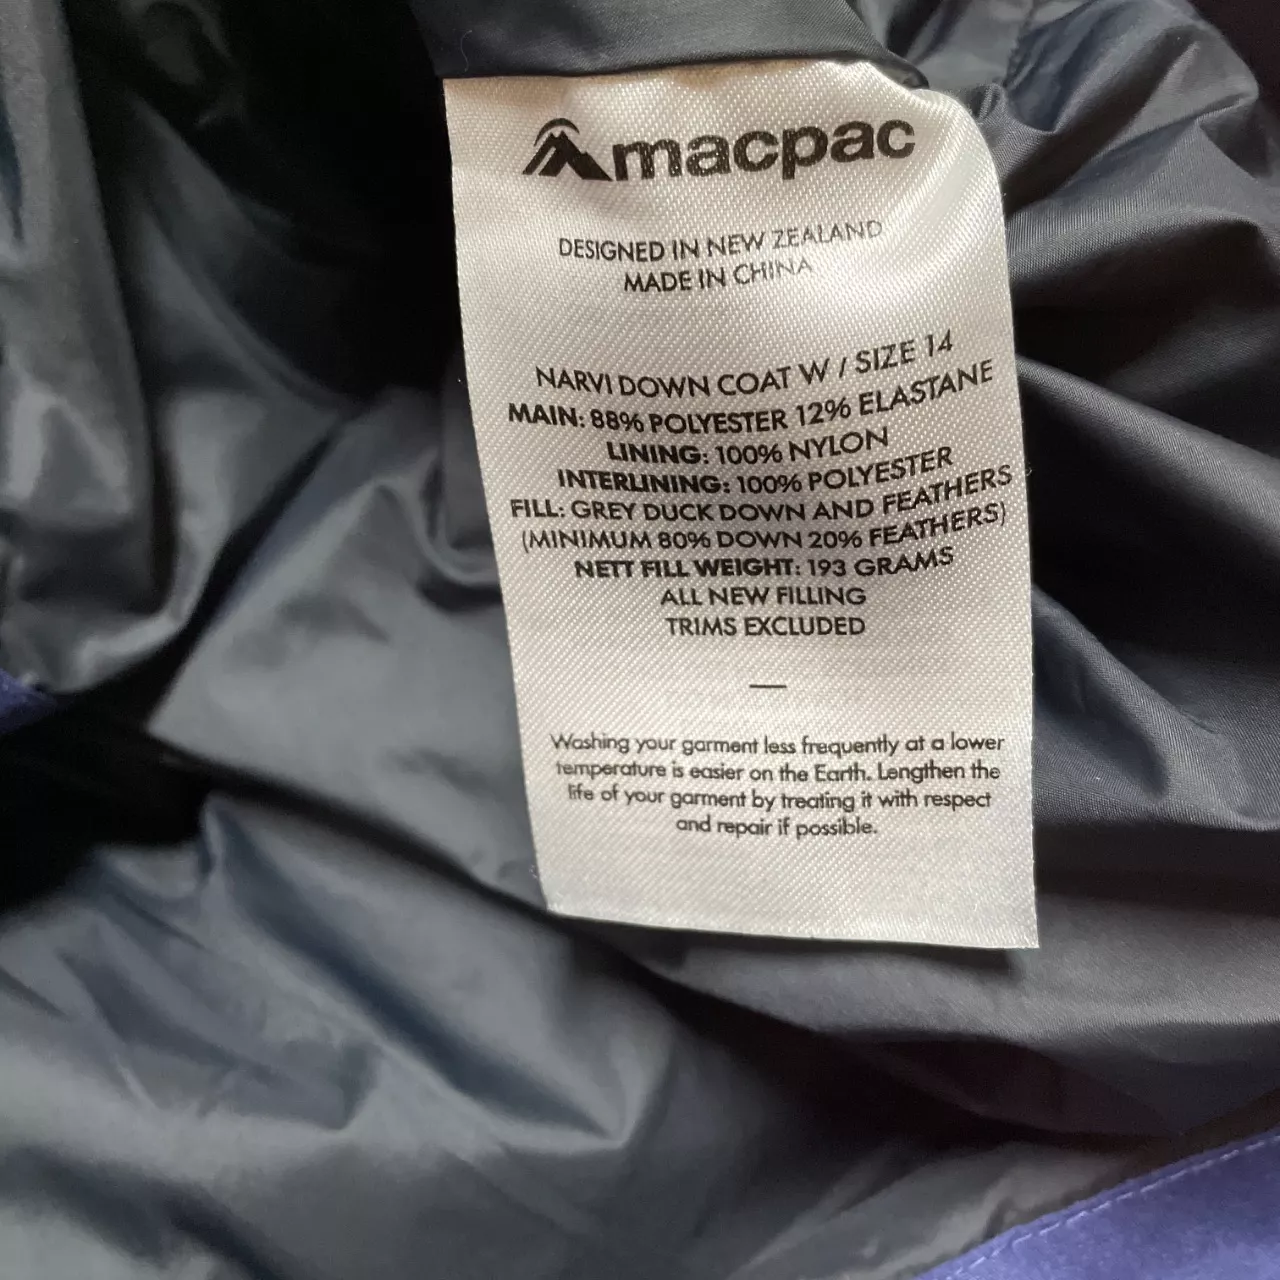 macpac
DESIGNED IN NEW ZEALAND
MADE IN CHINA
NARVI DOWN COAT W / SIZE 14
MAIN: 88% POLYESTER 12% ELASTANE
LINING: 100% NYLON
INTERLINING: 100% POLYESTER
FILL: GREY DUCK DOWN AND FEATHERS
(MINIMUM 80% DOWN 20% FEATHERS)
NETT FILL WEIGHT: 193 GRAMS
ALL NEW FILLING
TRIMS EXCLUDED
—
Washing your garment less frequently at a lower
temperature is easier on the Earth. Lengthen the
life of your garment by treating it with respect
and repair if possible.